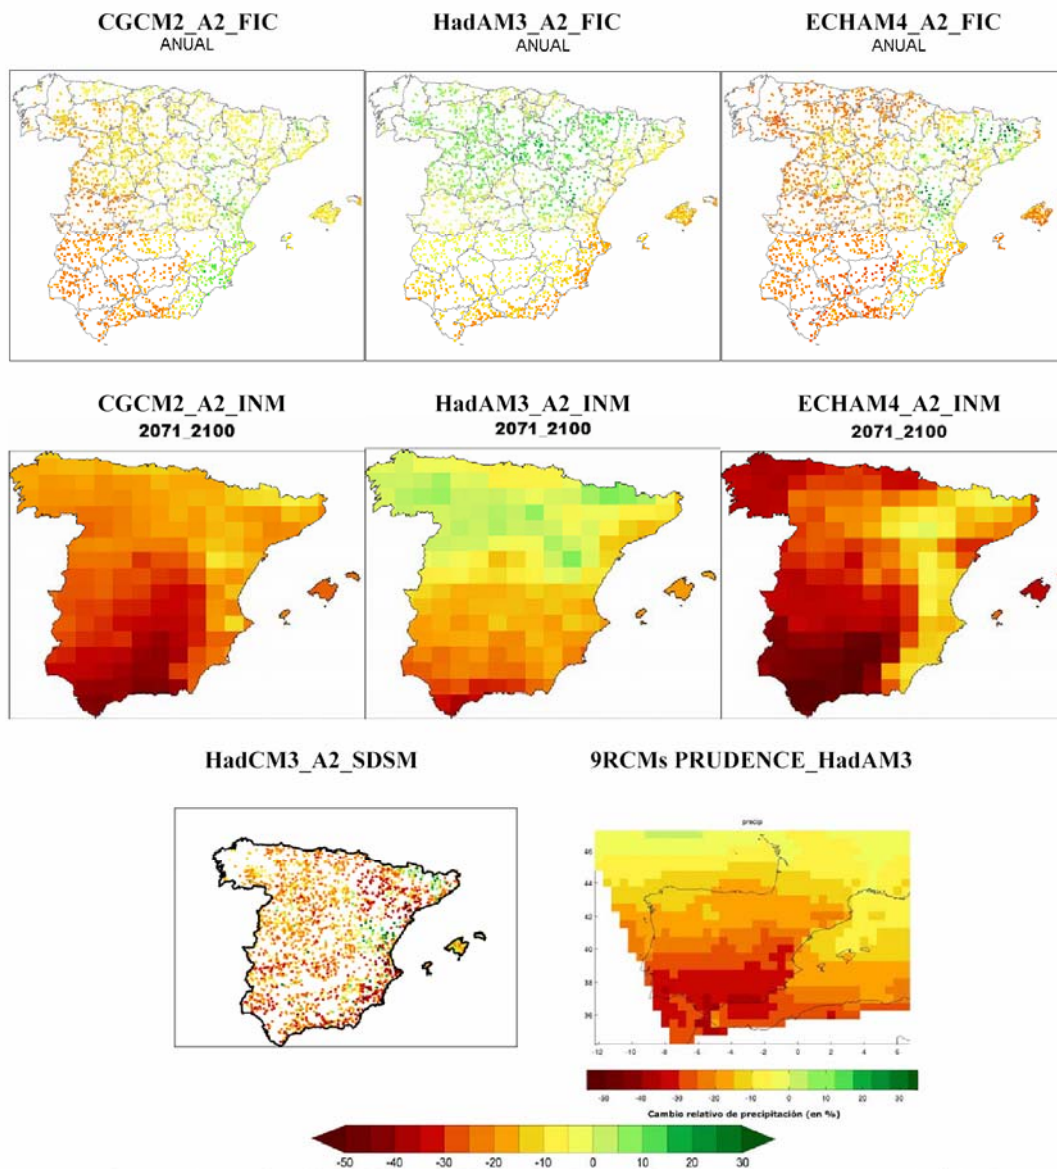 CGCM2_A2_FIC
ANUAL
HadAM3_A2_FIC
ANUAL
ECHAM4_A2_FIC
ANUAL
CGCM2_A2_INM
2071_2100
HadAM3_A2_INM
2071_2100
ECHAM4_A2_INM
2071_2100
HadCM3_A2_SDSM
9RCMs PRUDENCE_HadAM3
precip
46
44
42
40
38
36
-12 -10 -8 -6 -4 -2 0 2 4 6
-50 -40 -30 -20 -10 0 10 20 30
Cambio relativo de precipitación (en %)
-50 -40 -30 -20 -10 0 10 20 30